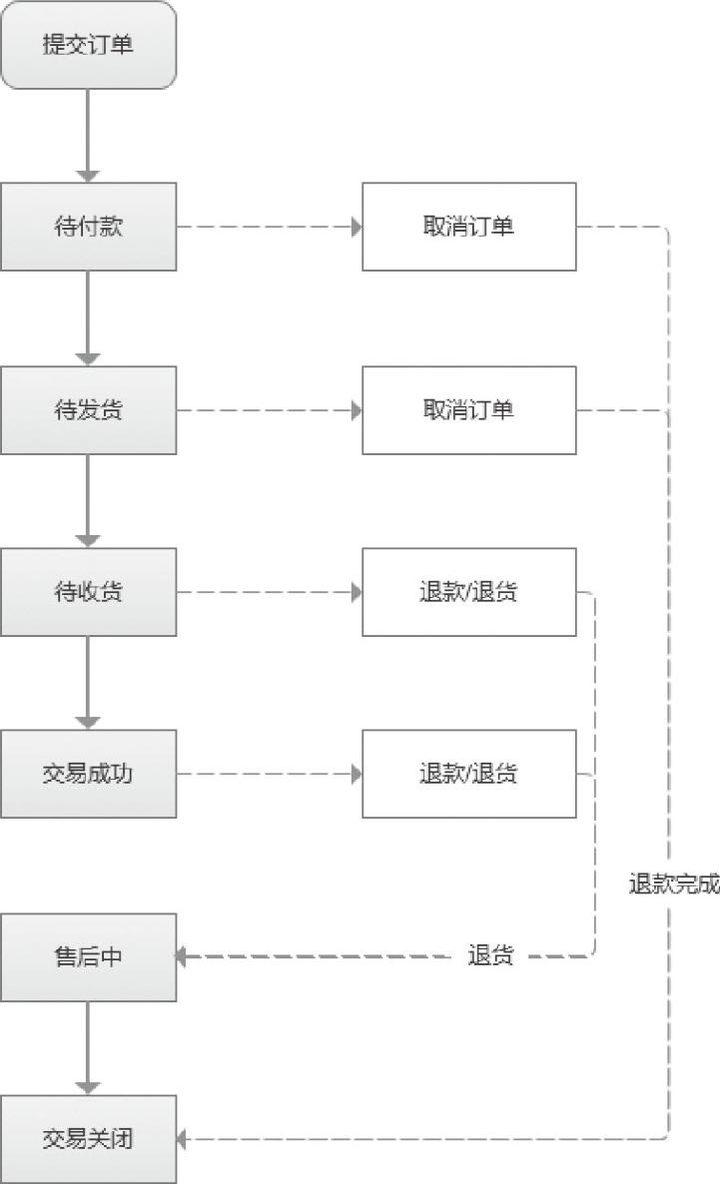 提交订单
待付款
取消订单
待发货
取消订单
待收货
退款/退货
交易成功
退款/退货
退款完成
售后中
退货
交易关闭